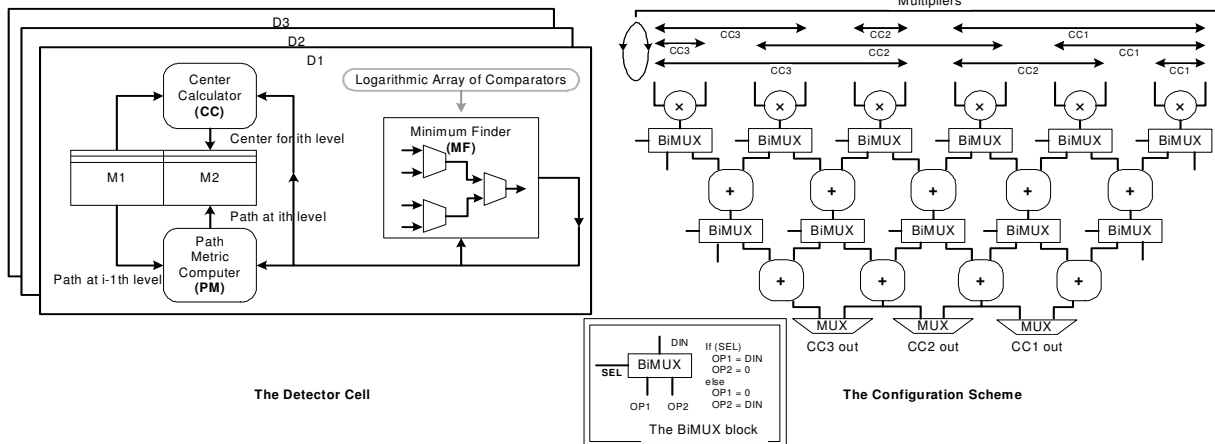 D3
D2
D1
Center
Calculator
(CC)
Center for ith level
M1
M2
Path at ith level
Path
Metric
Computer
(PM)
Path at i-1th level
Logarithmic Array of Comparators
Minimum Finder
(MF)
The Detector Cell
Multipliers
CC3
CC2
CC1
CC3
CC2
CC1
CC3
CC2
CC1
×
×
×
×
×
×
BiMUX
BiMUX
BiMUX
BiMUX
BiMUX
BiMUX
+
+
+
+
+
BiMUX
BiMUX
BiMUX
BiMUX
BiMUX
+
+
+
+
MUX
MUX
MUX
CC3 out
CC2 out
CC1 out
DIN
SEL
BiMUX
OP1
OP2
If (SEL)
OP1 = DIN
OP2 = 0
else
OP1 = 0
OP2 = DIN
The BiMUX block
The Configuration Scheme